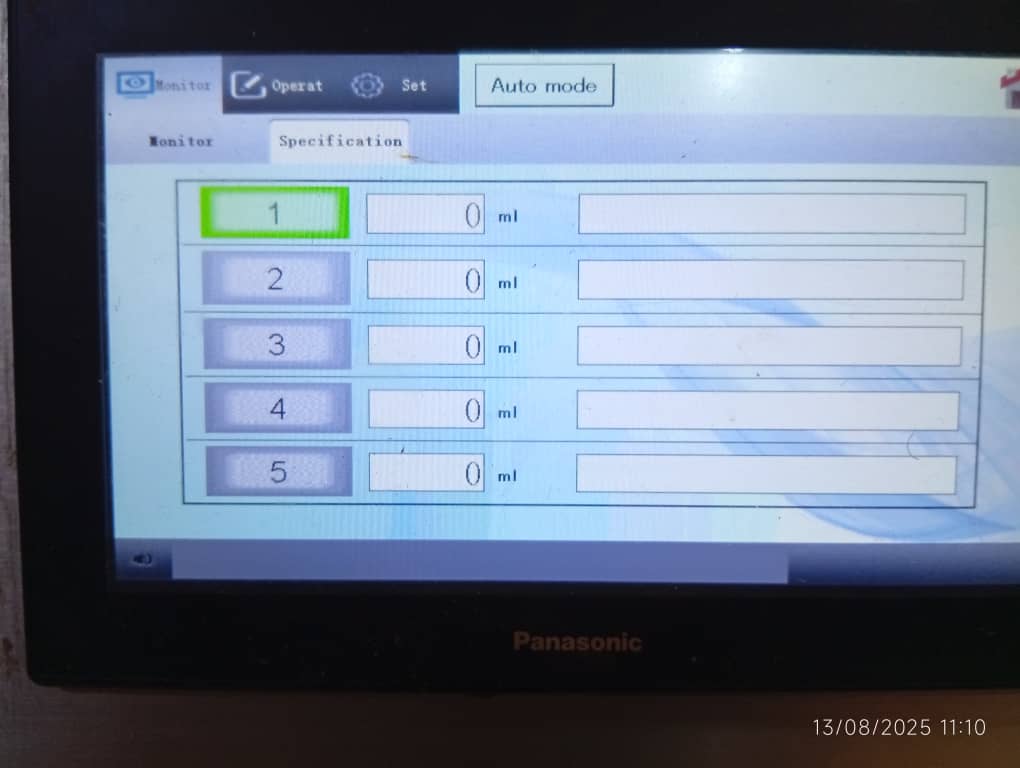 Monitor Operat Set Auto mode
Monitor Specification
1 0 ml
2 0 ml
3 0 ml
4 0 ml
5 0 ml
Panasonic
13/08/2025 11:10